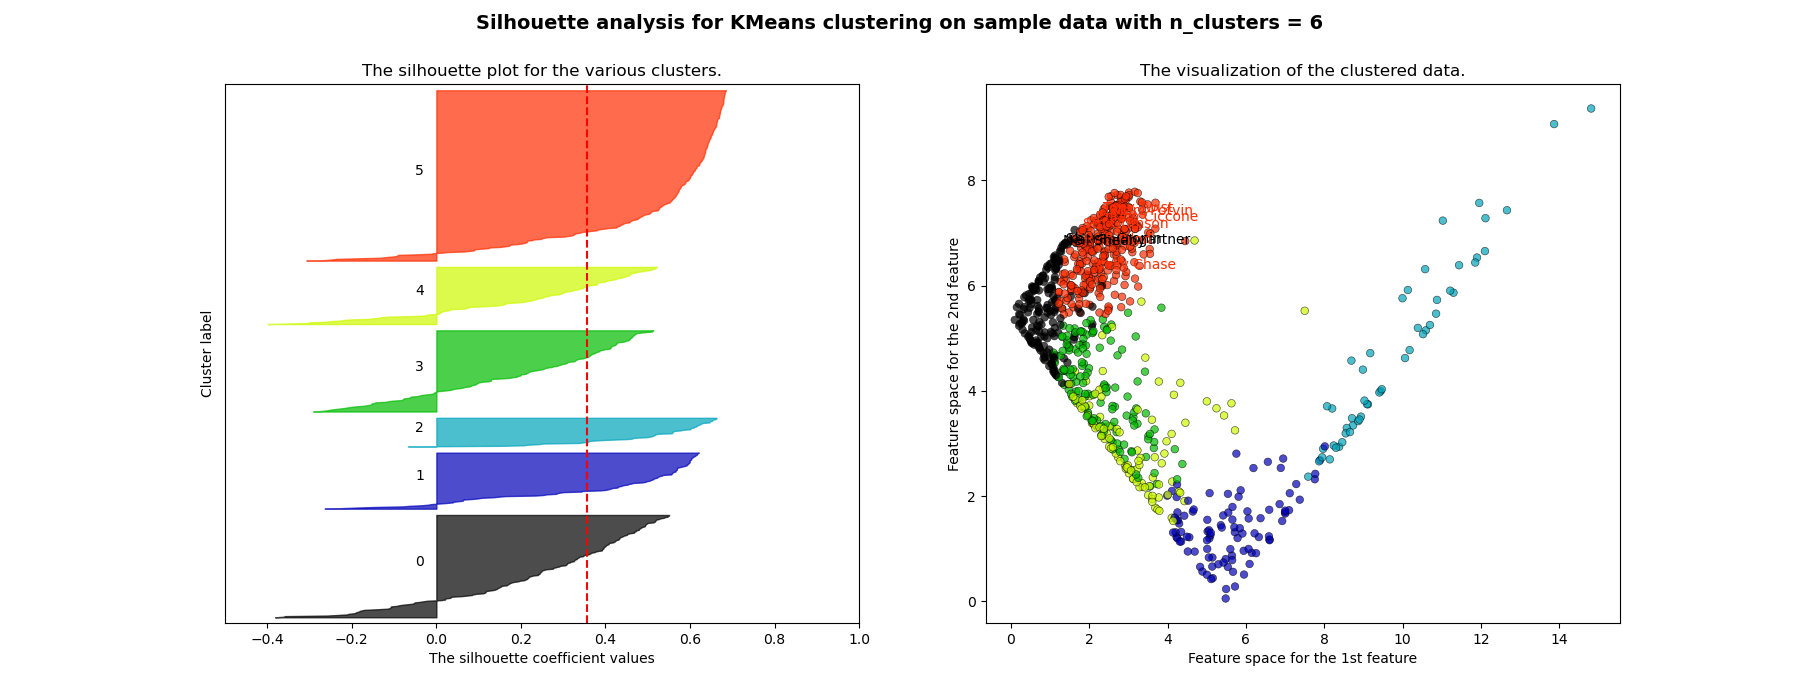 Silhouette analysis for KMeans clustering on sample data with n_clusters = 6
The silhouette plot for the various clusters.
5
4
3
2
1
0
Cluster label
−0.4 −0.2 0.0 0.2 0.4 0.6 0.8 1.0
The silhouette coefficient values
The visualization of the clustered data.
8
6
4
2
0
Feature space for the 2nd feature
Ciccone
Chase
0 2 4 6 8 10 12 14
Feature space for the 1st feature